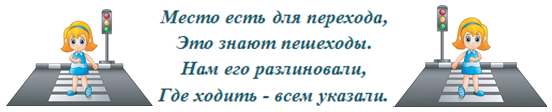 Место есть для перехода,
Это знают пешеходы.
Нам его разлиновали,
Где ходить - всем указали.